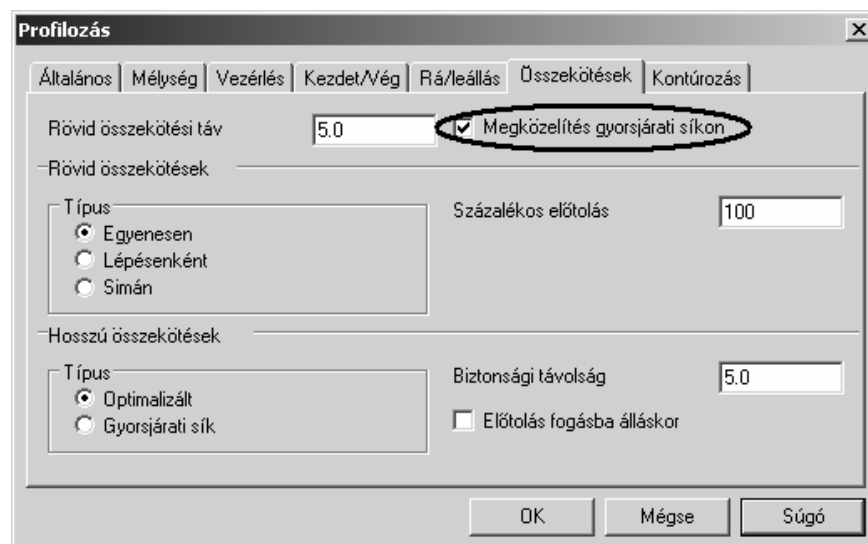 Profilozás
Általános Mélység Vezérlés Kezdet/Vég Rá/leállás Összekötések Kontúrozás
Rövid összekötési táv 5.0 Megközelítés gyorsjárati síkon
Rövid összekötések
Típus
Egyenesen
Lépésenként
Simán
Százalékos előtolás 100
Hosszú összekötések
Típus
Optimalizált
Gyorsjárati sík
Biztonsági távolság 5.0
Előtolás fogásba álláskor
OK Mégse Súgó